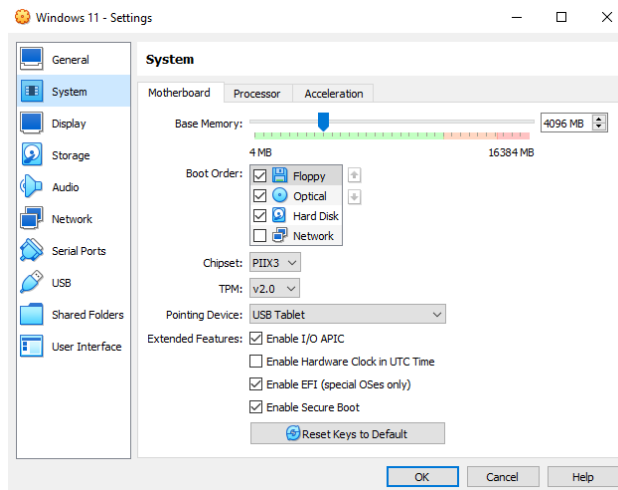 Windows 11 - Settings
General
System
Display
Storage
Audio
Network
Serial Ports
USB
Shared Folders
User Interface
System
Motherboard Processor Acceleration
Base Memory: 4096 MB
4 MB 16384 MB
Boot Order: Floppy
Optical
Hard Disk
Network
Chipset: PIIX3
TPM: v2.0
Pointing Device: USB Tablet
Extended Features: Enable I/O APIC
Enable Hardware Clock in UTC Time
Enable EFI (special OSes only)
Enable Secure Boot
Reset Keys to Default
OK Cancel Help